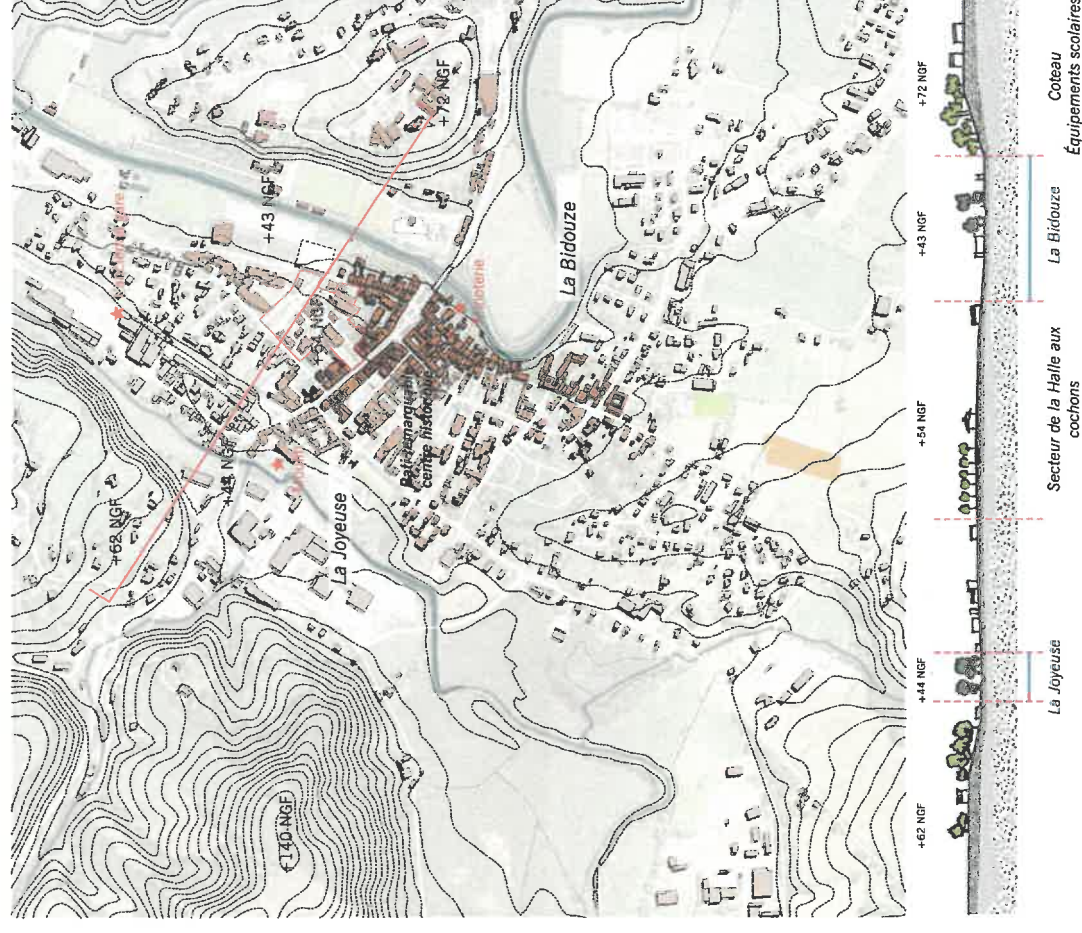 +72 NGF
+43 NGF
+54 NGF
+62 NGF
La Bidouze
centre historique
La Joyeuse
+140 NGF
+72 NGF
+43 NGF
+54 NGF
+44 NGF
+62 NGF
Coteau
Équipements scolaires
La Bidouze
Secteur de la Halle aux
cochons
La Joyeuse